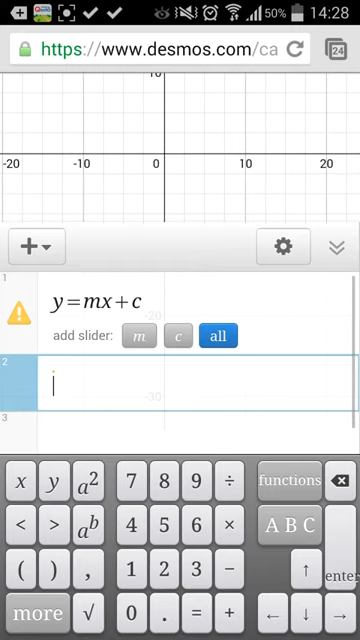 50% 14:28
https://www.desmos.com/ca 24
10
-20 -10 0 10 20
1
y=mx+c
-20
add slider: m c all
2
-30
3
x y a² 7 8 9 ÷ functions
< > aᵇ 4 5 6 × A B C
( ) , 1 2 3 − ↑ enter
more √ 0 . = + ← ↓ →